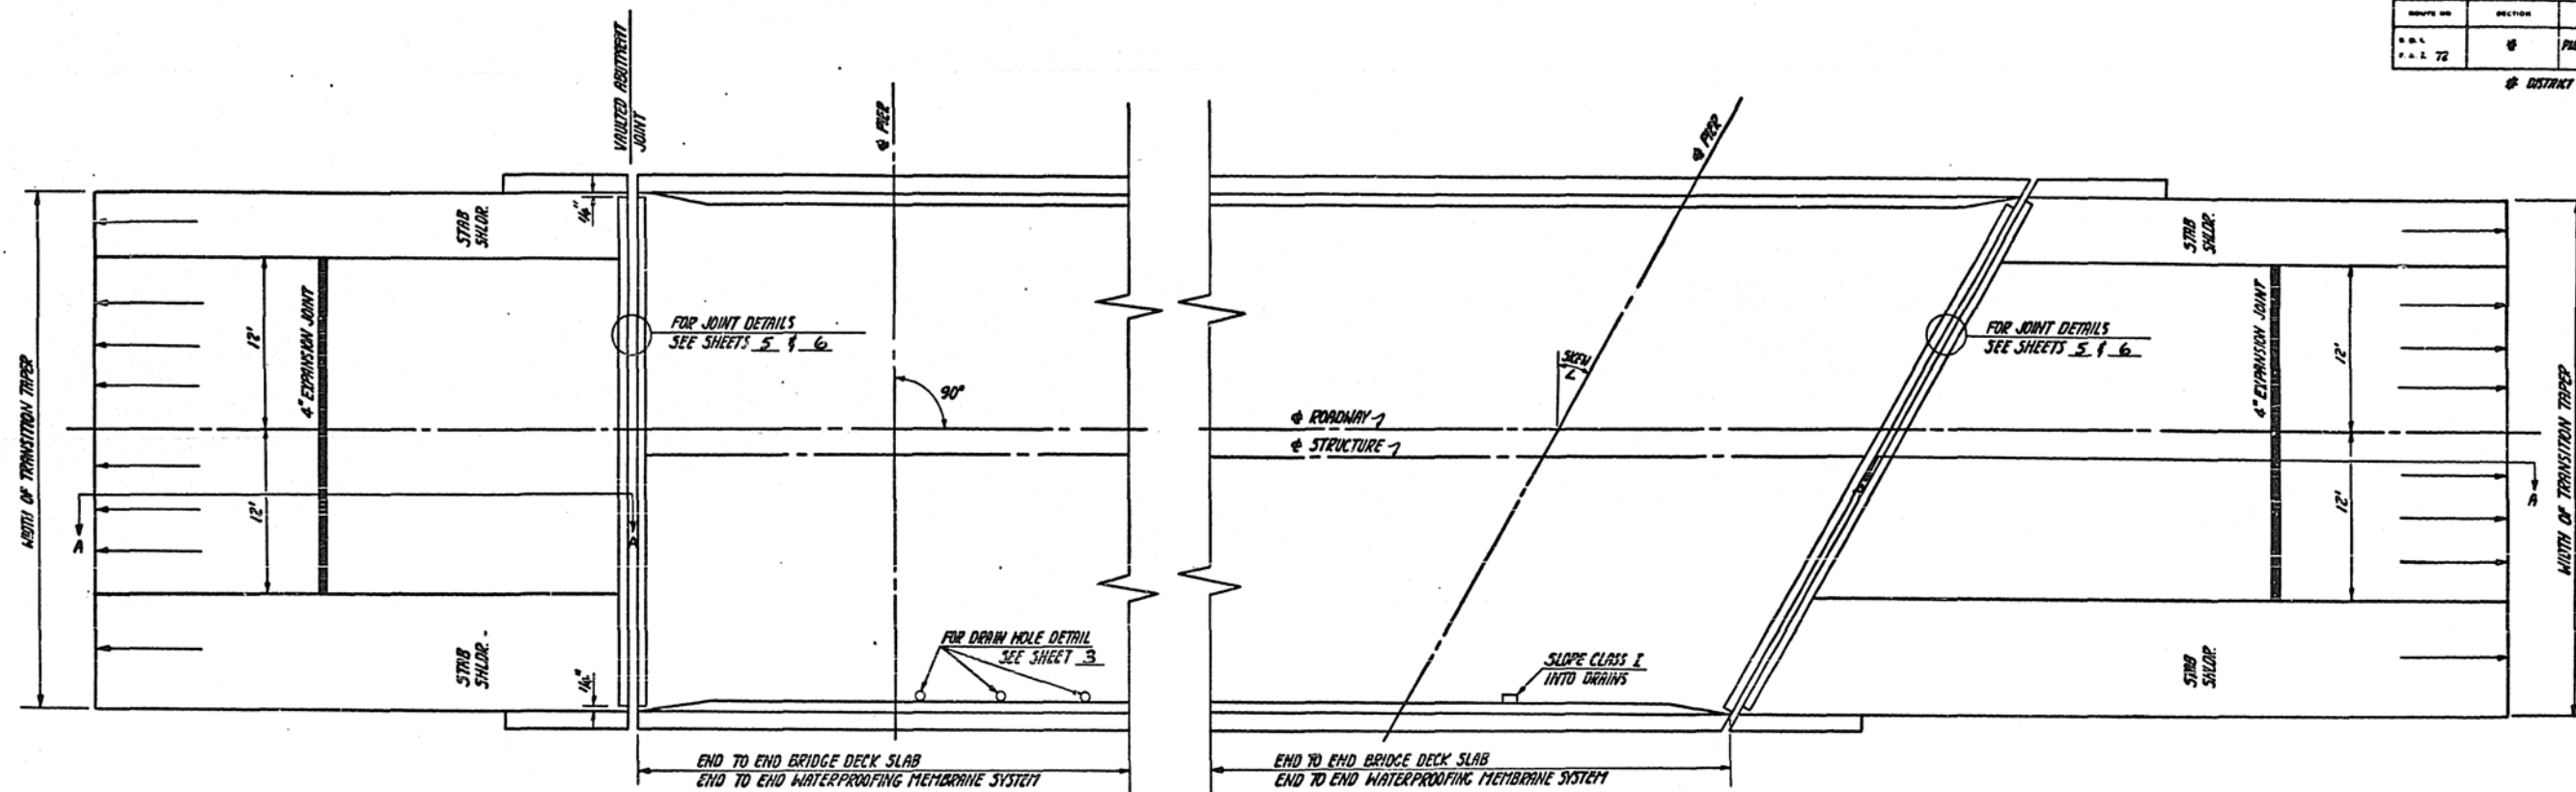 ROUTE NO
SECTION
F.A.I. 72
DISTRICT
VAULTED ABUTMENT
JOINT
℄ PIER
℄ PIER
WIDTH OF TRANSITION TAPER
STAB
SHLDR.
1/4"
4" EXPANSION JOINT
12'
12'
FOR JOINT DETAILS
SEE SHEETS 5 & 6
90°
SKEW
∠
℄ ROADWAY
℄ STRUCTURE
FOR JOINT DETAILS
SEE SHEETS 5 & 6
STAB
SHLDR.
4" EXPANSION JOINT
12'
12'
WIDTH OF TRANSITION TAPER
A
A
A
STAB
SHLDR.
1/4"
FOR DRAIN HOLE DETAIL
SEE SHEET 3
SLOPE CLASS I
INTO DRAINS
STAB
SHLDR.
END TO END BRIDGE DECK SLAB
END TO END WATERPROOFING MEMBRANE SYSTEM
END TO END BRIDGE DECK SLAB
END TO END WATERPROOFING MEMBRANE SYSTEM